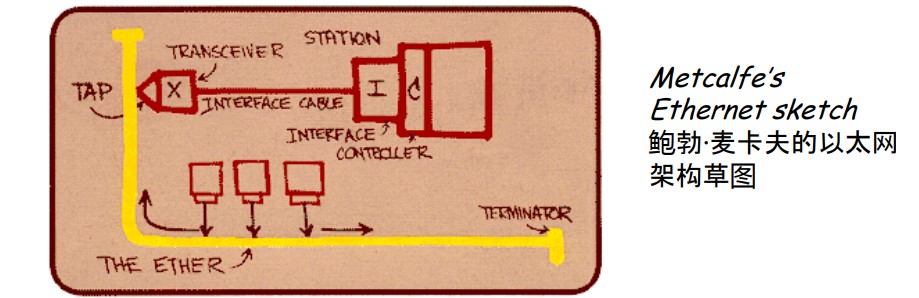 STATION
TRANSCEIVER
TAP
X
I
C
INTERFACE CABLE
INTERFACE
CONTROLLER
TERMINATOR
THE ETHER
Metcalfe's
Ethernet sketch
鲍勃·麦卡夫的以太网
架构草图